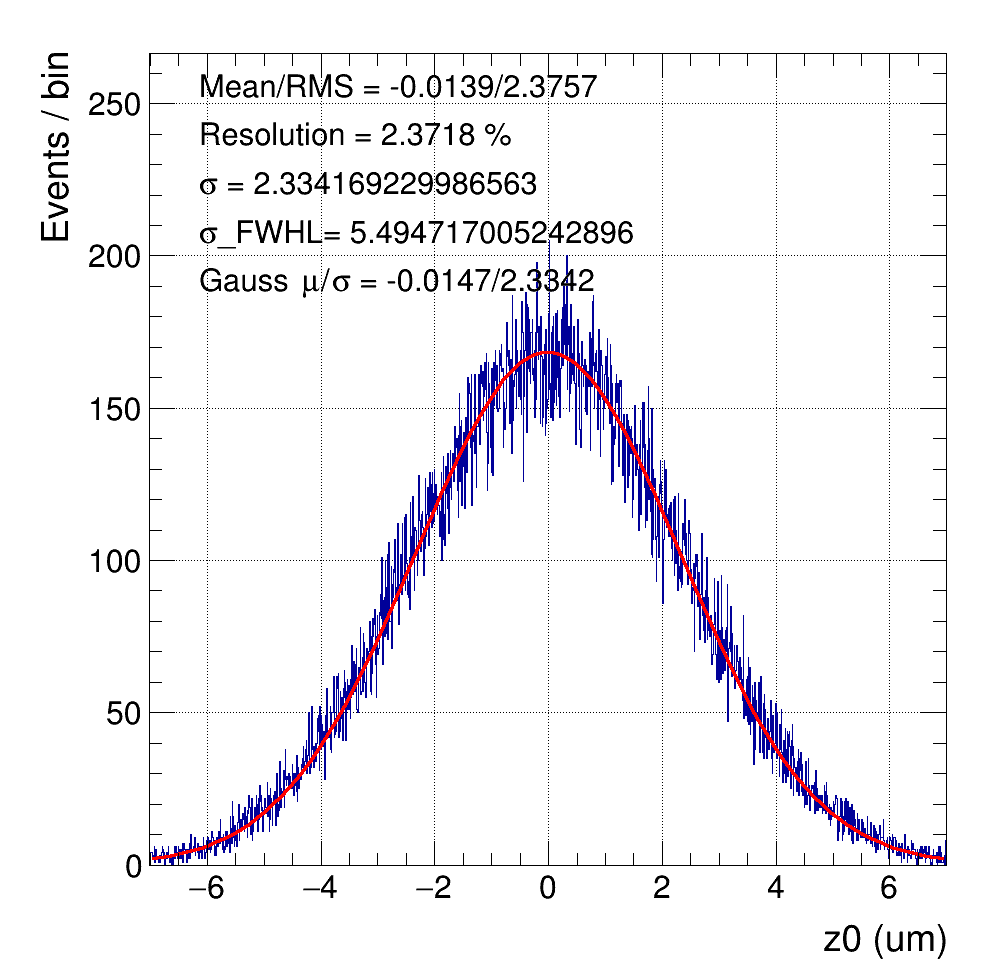 Events / bin
Mean/RMS = -0.0139/2.3757
Resolution = 2.3718 %
σ = 2.334169229986563
σ_FWHL= 5.494717005242896
Gauss μ/σ = -0.0147/2.3342
250
200
150
100
50
0
−6 −4 −2 0 2 4 6
z0 (um)